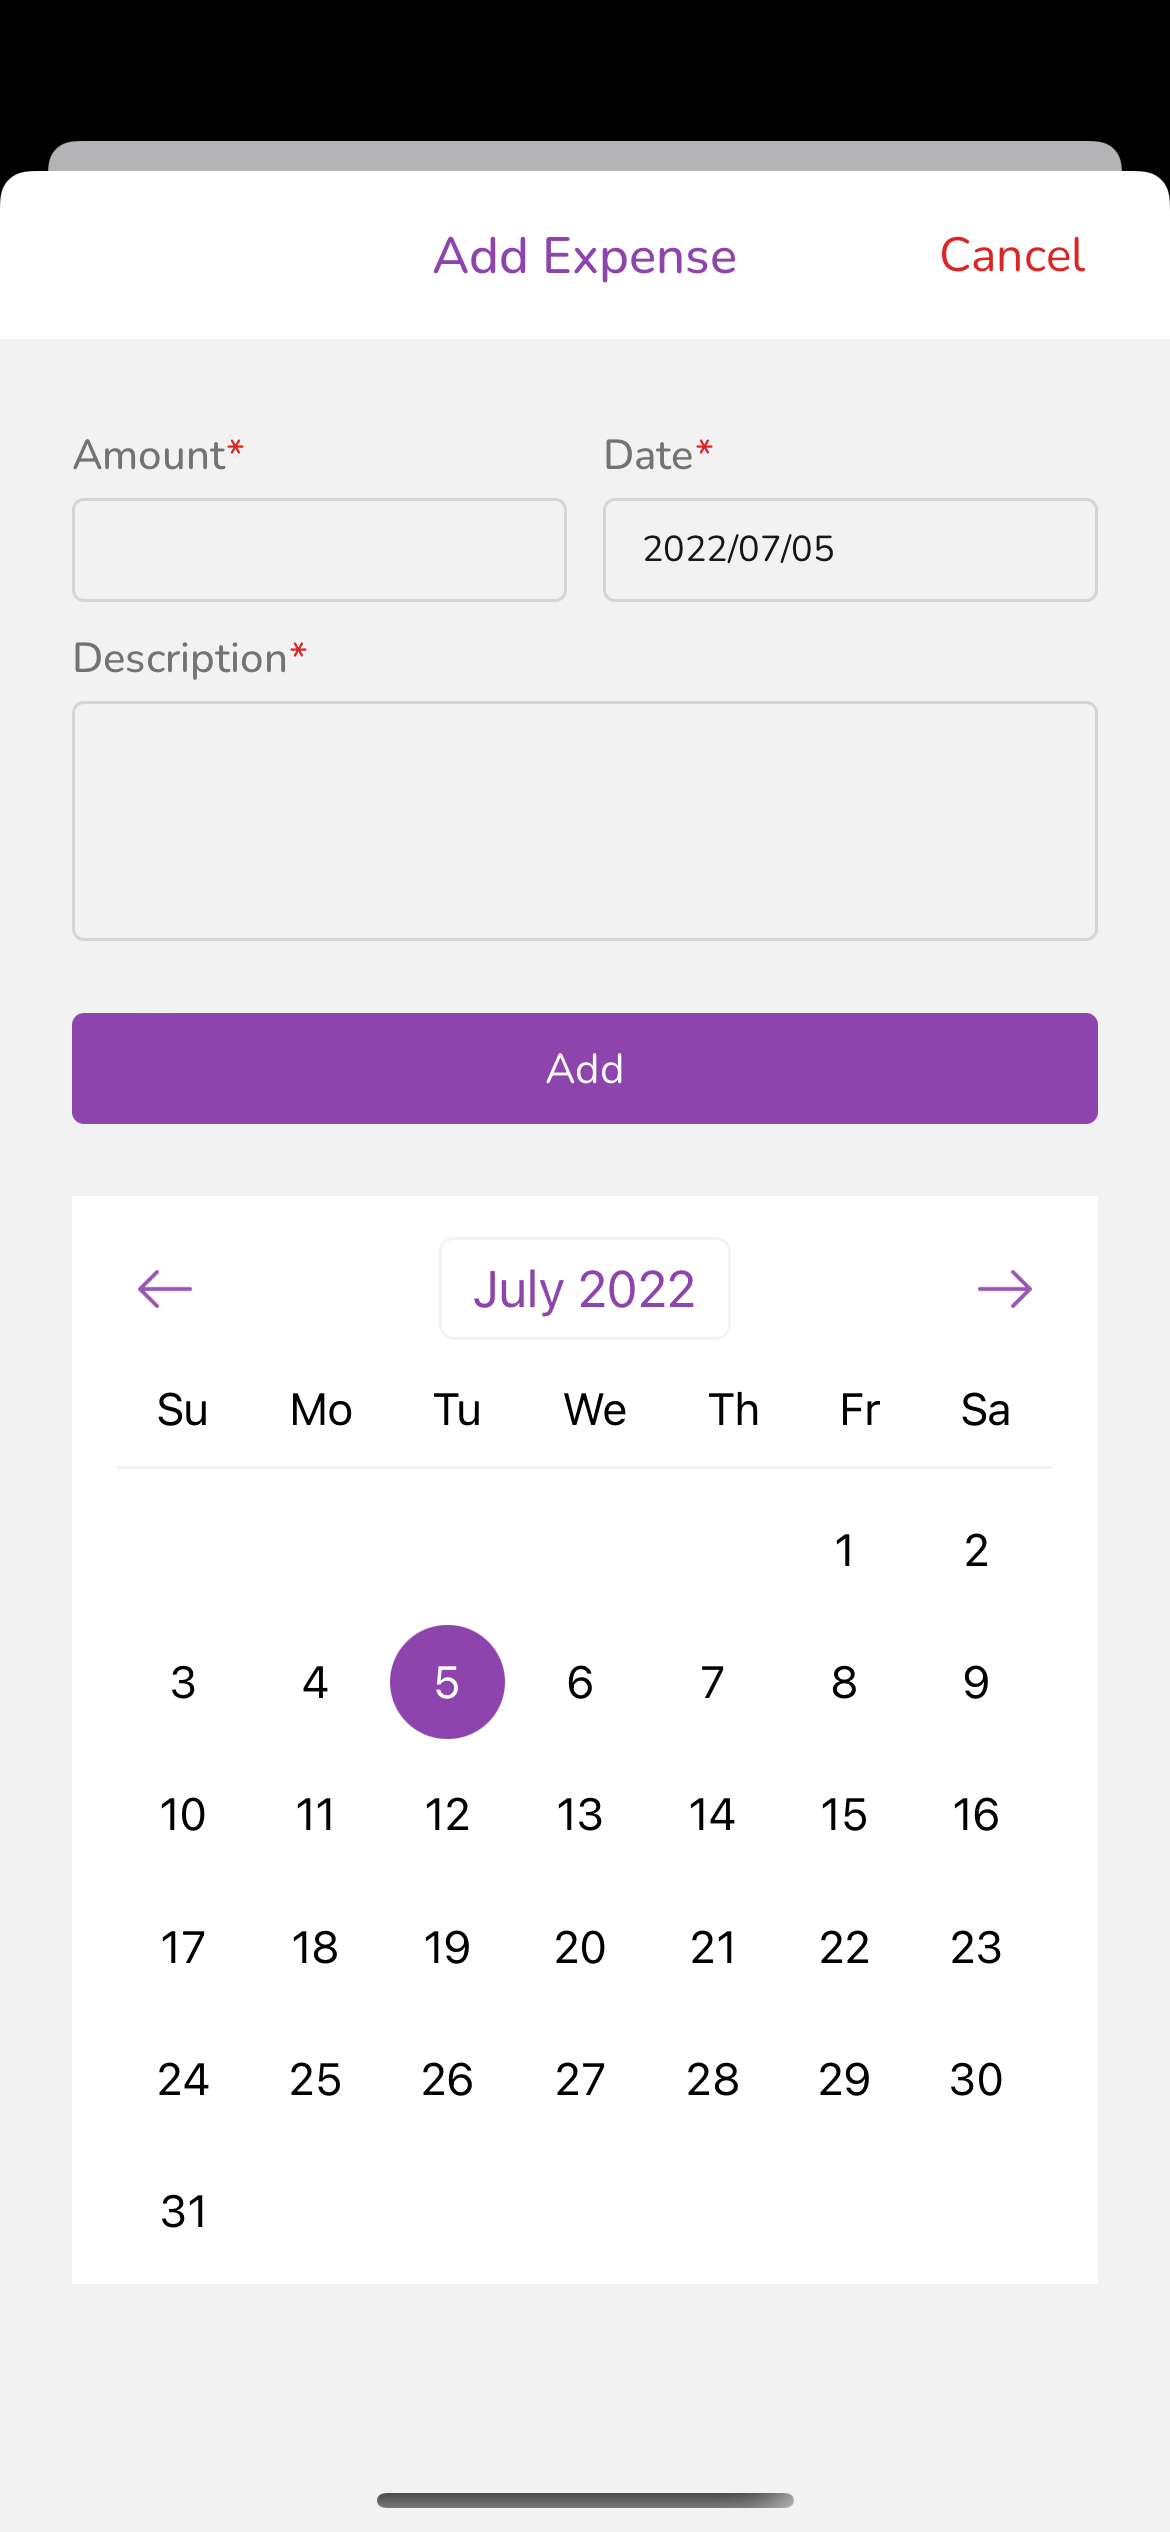 Add Expense Cancel
Amount* Date*
2022/07/05
Description*
Add
July 2022
Su Mo Tu We Th Fr Sa
1 2
3 4 5 6 7 8 9
10 11 12 13 14 15 16
17 18 19 20 21 22 23
24 25 26 27 28 29 30
31